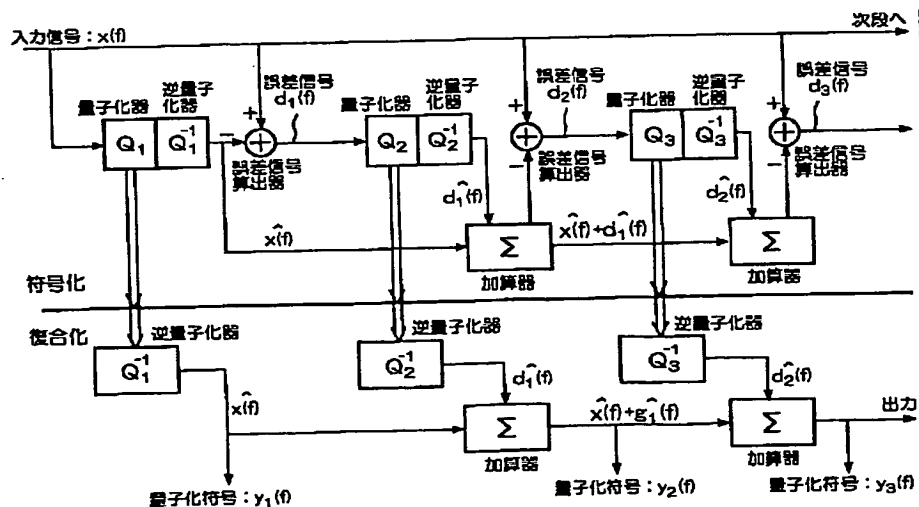 入力信号：x(f)
次段へ
量子化器
逆量子
化器
誤差信号
d₁(f)
量子化器
逆量子
化器
誤差信号
d₂(f)
量子化器
逆量子
化器
誤差信号
d₃(f)
+
−
Q₁
Q₁⁻¹
誤差信号
算出器
Q₂
Q₂⁻¹
+
−
誤差信号
算出器
Q₃
Q₃⁻¹
+
−
誤差信号
算出器
x̂(f)
d̂₁(f)
Σ
加算器
x̂(f)+d̂₁(f)
d̂₂(f)
Σ
加算器
符号化
復合化
逆量子化器
Q₁⁻¹
x̂(f)
逆量子化器
Q₂⁻¹
d̂₁(f)
逆量子化器
Q₃⁻¹
d̂₂(f)
Σ
加算器
x̂(f)+ĝ₁(f)
Σ
加算器
出力
量子化符号：y₁(f)
量子化符号：y₂(f)
量子化符号：y₃(f)